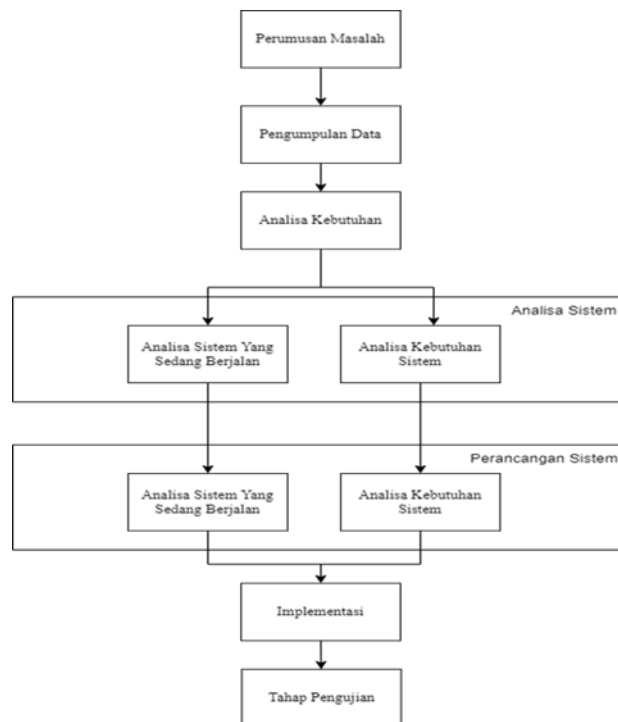 Perumusan Masalah
Pengumpulan Data
Analisa Kebutuhan
Analisa Sistem
Analisa Sistem Yang
Sedang Berjalan
Analisa Kebutuhan
Sistem
Perancangan Sistem
Analisa Sistem Yang
Sedang Berjalan
Analisa Kebutuhan
Sistem
Implementasi
Tahap Pengujian